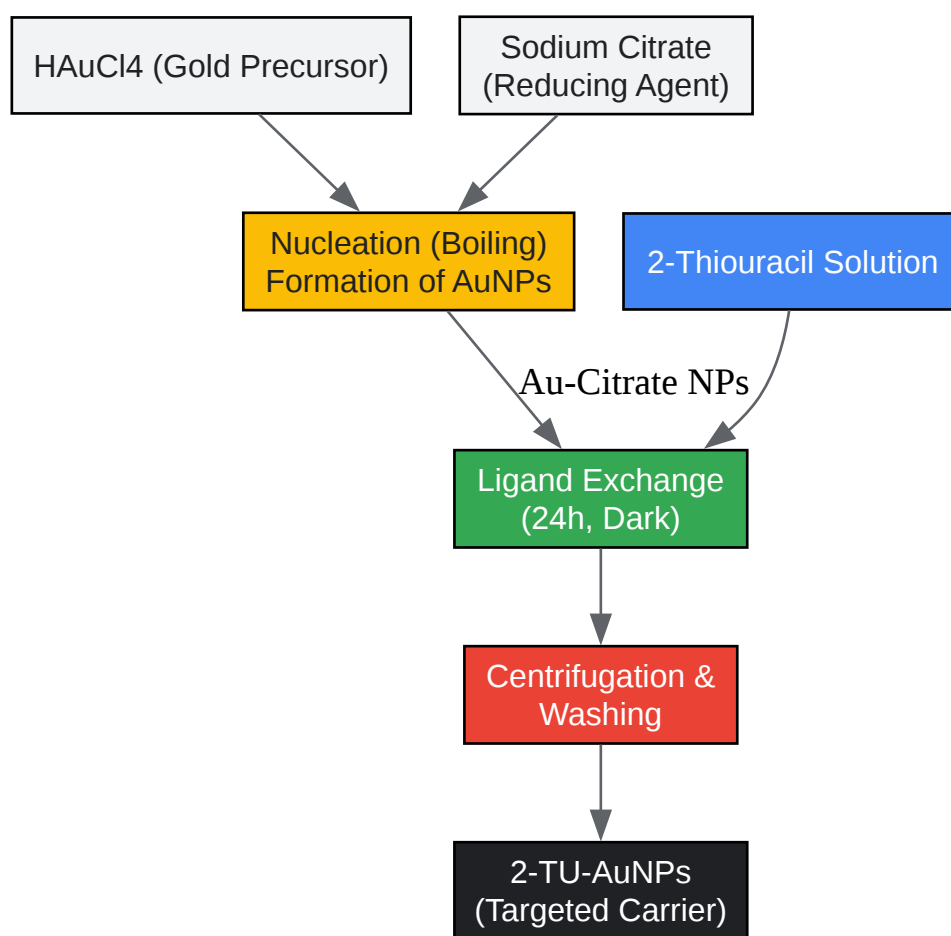 HAuCl4 (Gold Precursor)
Sodium Citrate
(Reducing Agent)
Nucleation (Boiling)
Formation of AuNPs
2-Thiouracil Solution
Au-Citrate NPs
Ligand Exchange
(24h, Dark)
Centrifugation &
Washing
2-TU-AuNPs
(Targeted Carrier)